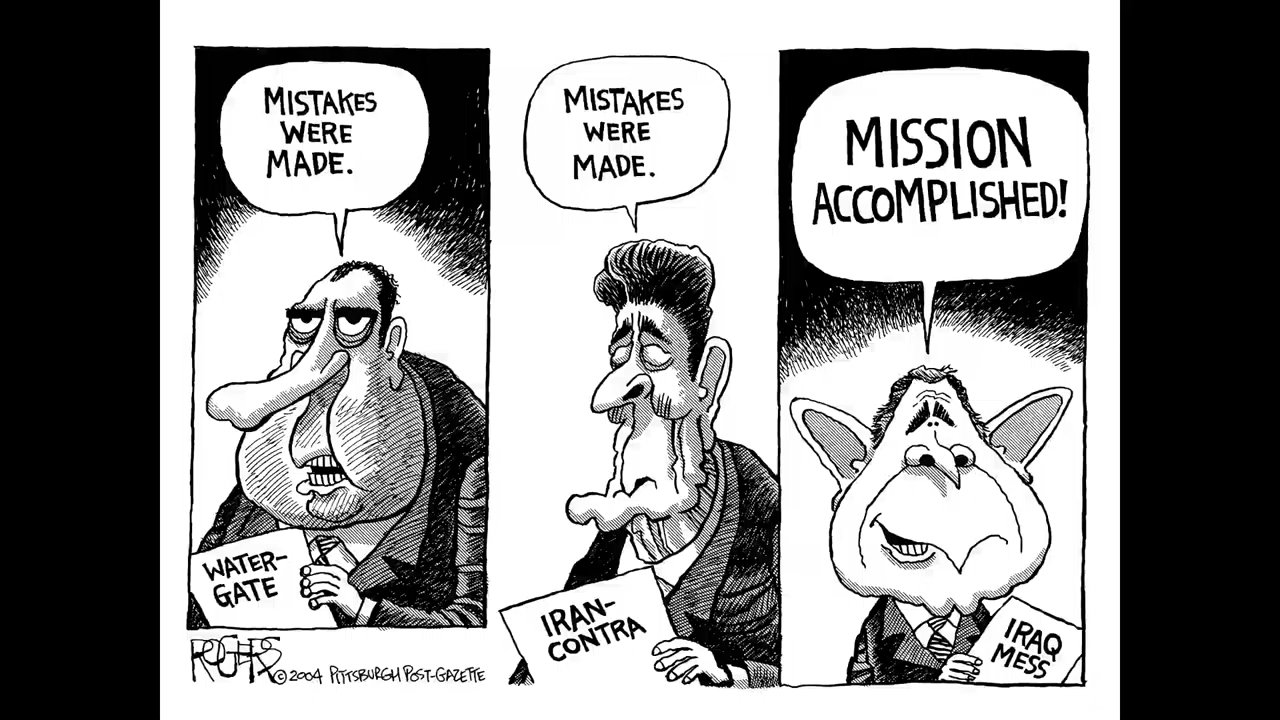 MISTAKES
WERE
MADE.
MISTAKES
WERE
MADE.
MISSION
ACCOMPLISHED!
WATER-
GATE
IRAN-
CONTRA
IRAQ
MESS
ROGERS
©2004 PITTSBURGH POST-GAZETTE